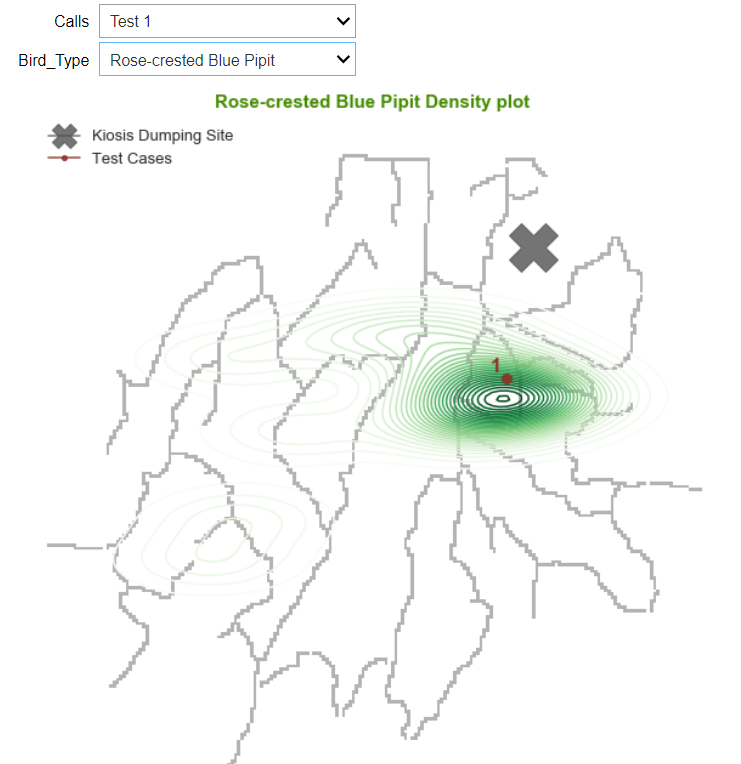 Calls Test 1
Bird_Type Rose-crested Blue Pipit
Rose-crested Blue Pipit Density plot
Kiosis Dumping Site
Test Cases
1